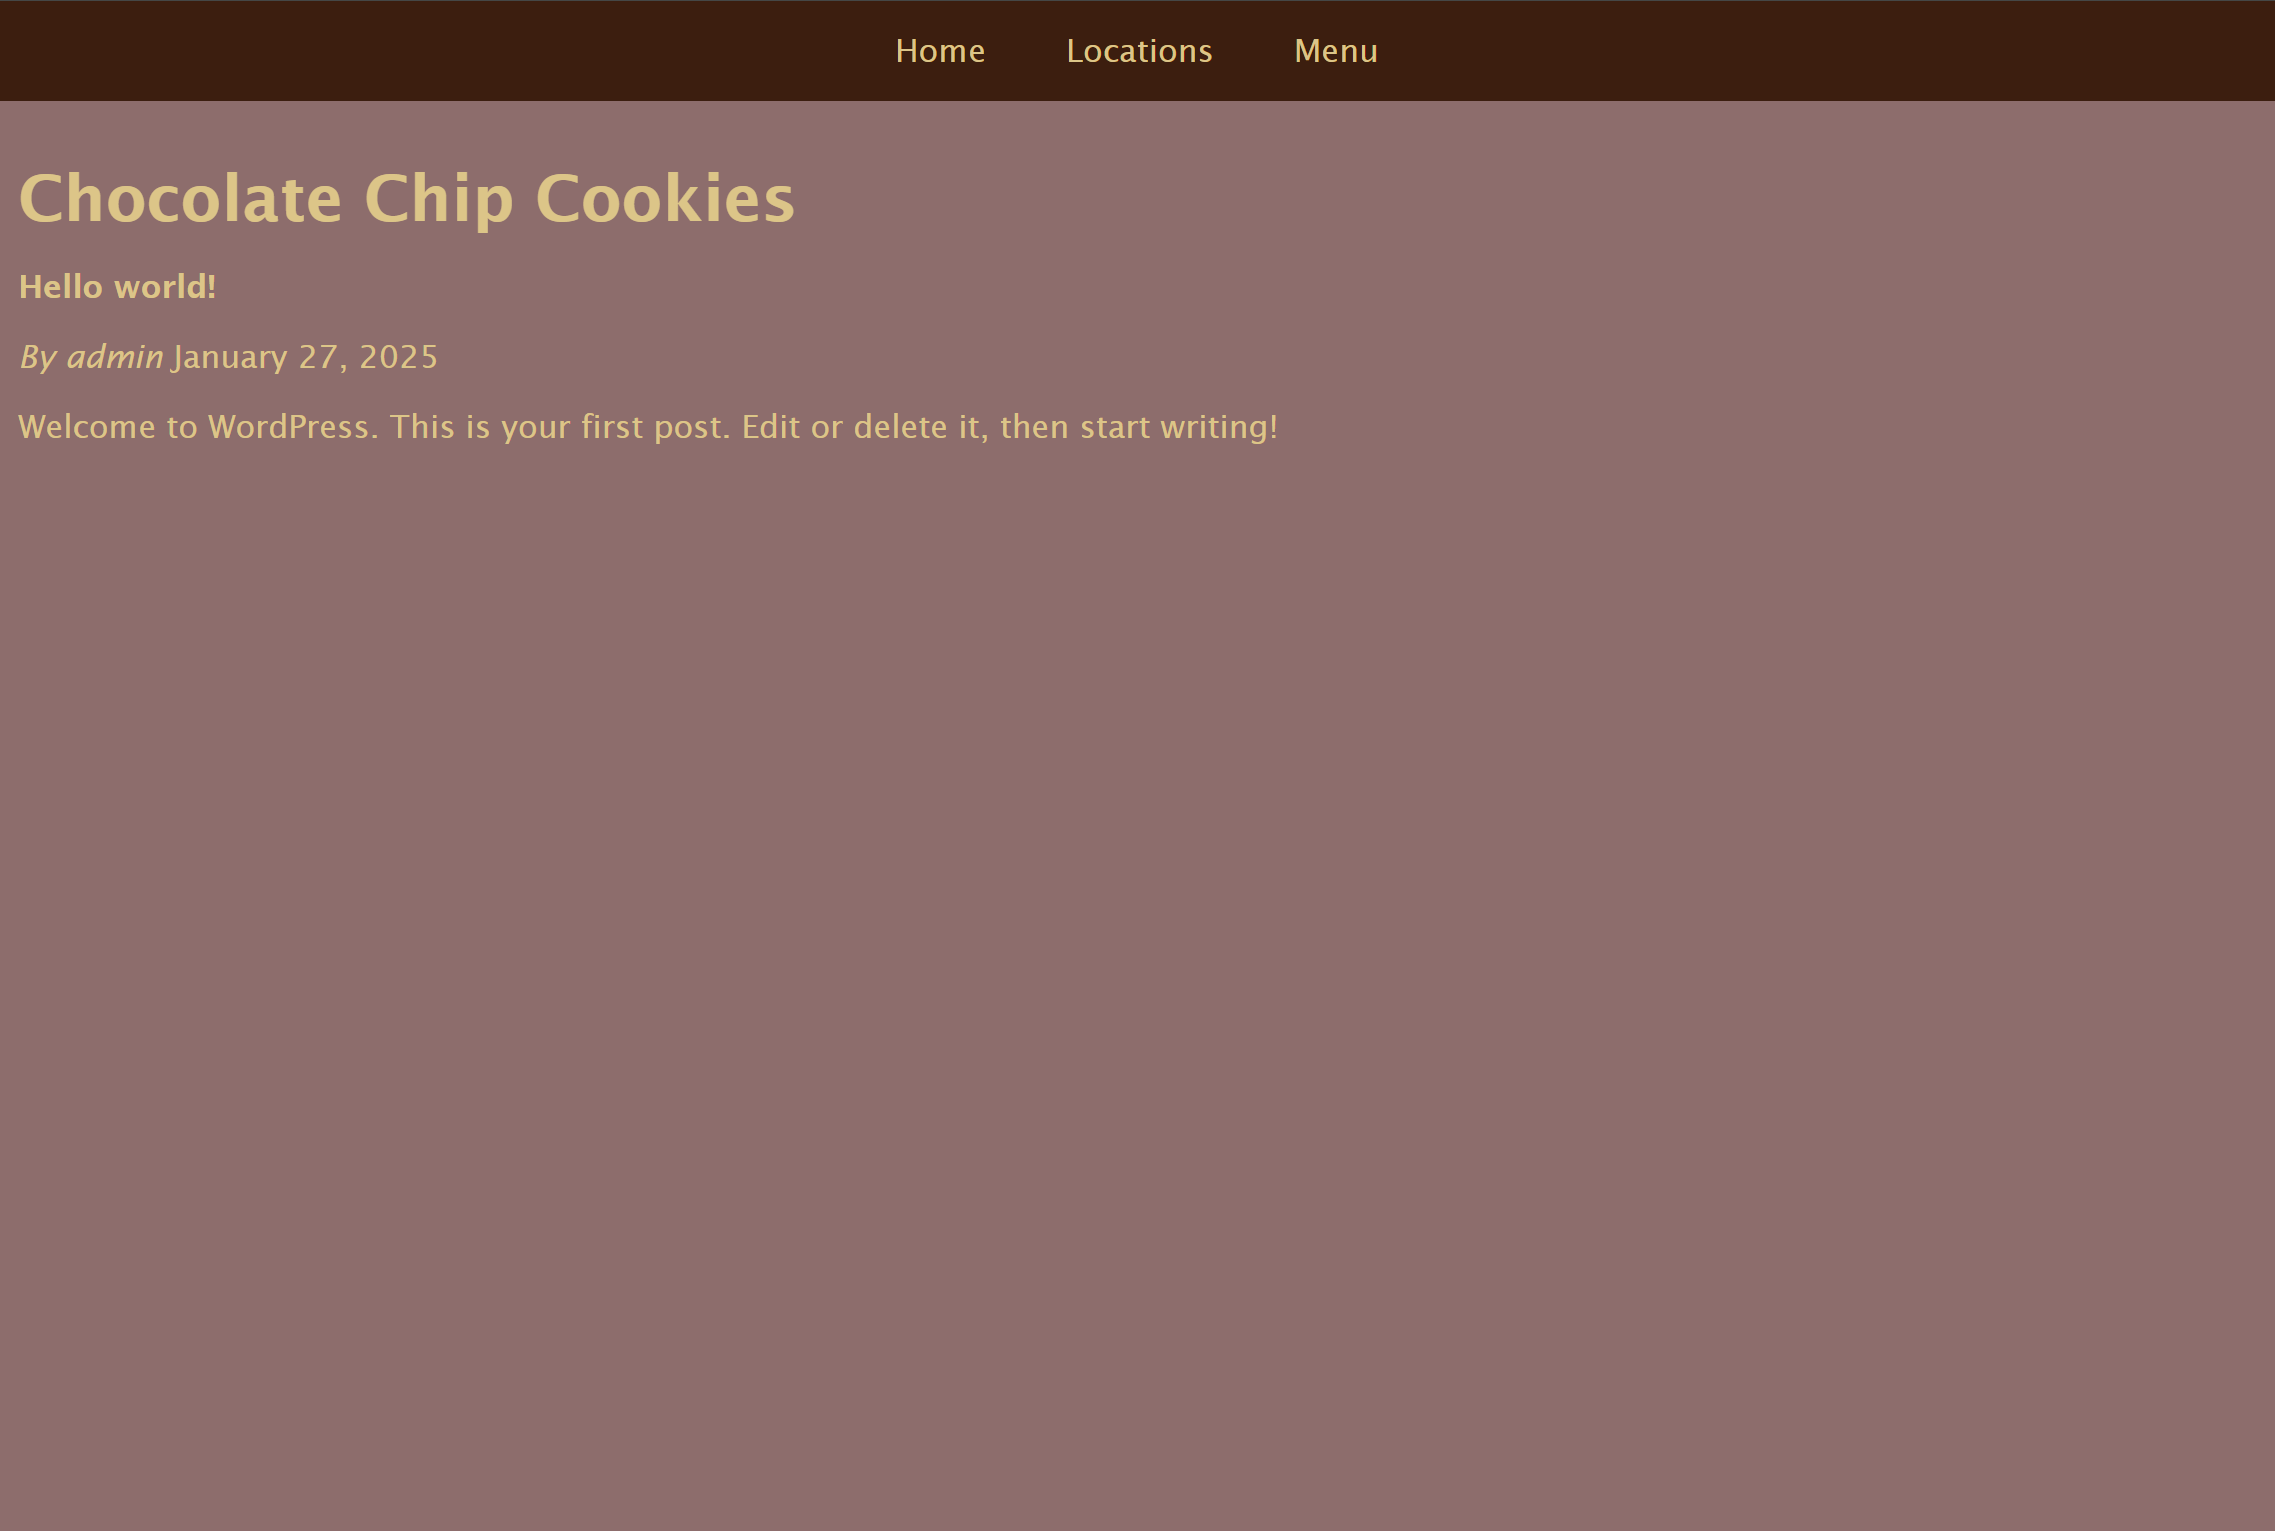 Home Locations Menu
Chocolate Chip Cookies
Hello world!
By admin January 27, 2025
Welcome to WordPress. This is your first post. Edit or delete it, then start writing!